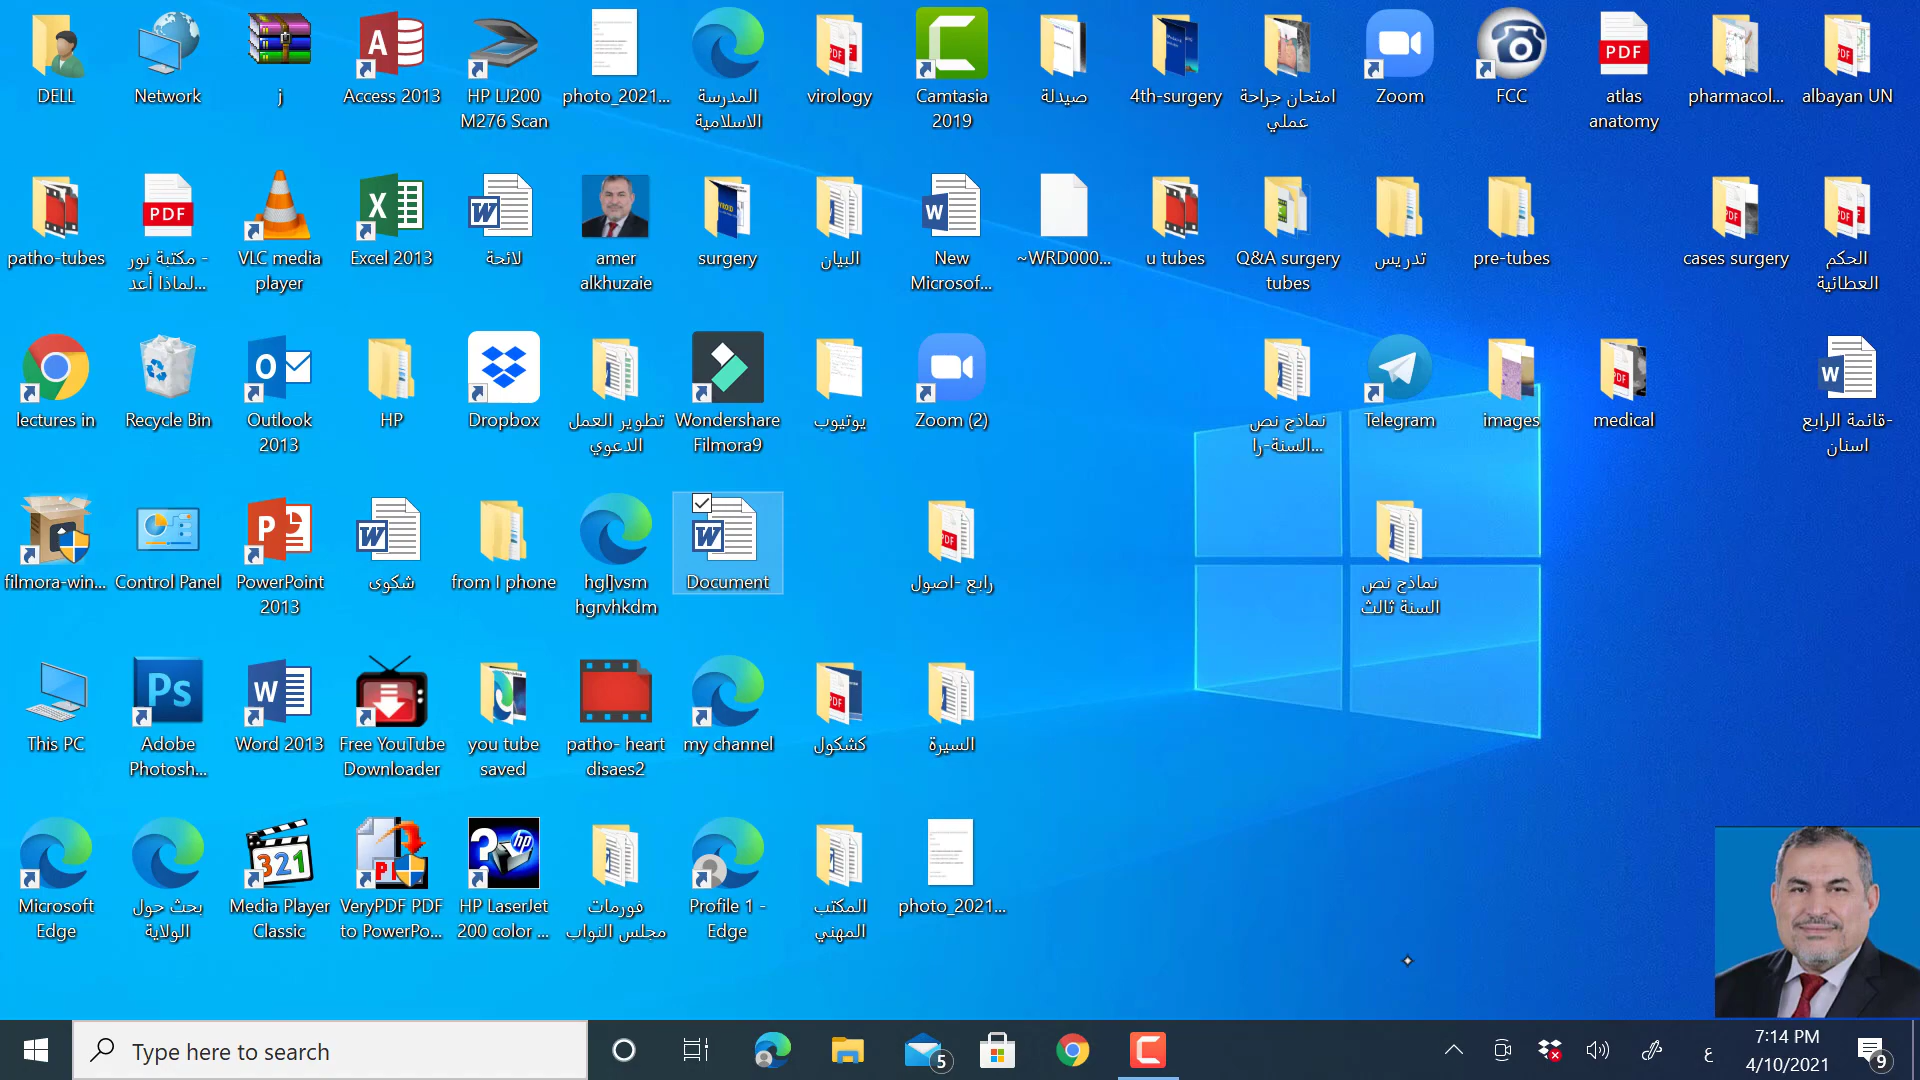 DELL
Network
j
Access 2013
HP LJ200
M276 Scan
photo_2021...
المدرسة
الاسلامية
virology
Camtasia
2019
صيدلة
4th-surgery
امتحان جراحة
عملي
Zoom
FCC
atlas
anatomy
pharmacol...
albayan UN
patho-tubes
مكتبة نور -
لماذا أعد...
VLC media
player
Excel 2013
لائحة
amer
alkhuzaie
surgery
البيان
New
Microsof...
~WRD000...
u tubes
Q&A surgery
tubes
تدريس
pre-tubes
cases surgery
الحكم
العطائية
lectures in
Recycle Bin
Outlook
2013
HP
Dropbox
تطوير العمل
الدعوي
Wondershare
Filmora9
يوتيوب
Zoom (2)
نماذج نص
السنة-را...
Telegram
images
medical
قائمة الرابع-
اسنان
filmora-win...
Control Panel
PowerPoint
2013
شكوى
from I phone
hgl]vsm
hgrvhkdm
Document
رابع -اصول
نماذج نص
السنة ثالث
This PC
Adobe
Photosh...
Word 2013
Free YouTube
Downloader
you tube
saved
patho- heart
disaes2
my channel
كشكول
السيرة
Microsoft
Edge
بحث حول
الولاية
Media Player
Classic
VeryPDF PDF
to PowerPo...
HP LaserJet
200 color ...
فورمات
مجلس النواب
Profile 1 -
Edge
المكتب
المهني
photo_2021...
Type here to search
5
ع
7:14 PM
4/10/2021
9